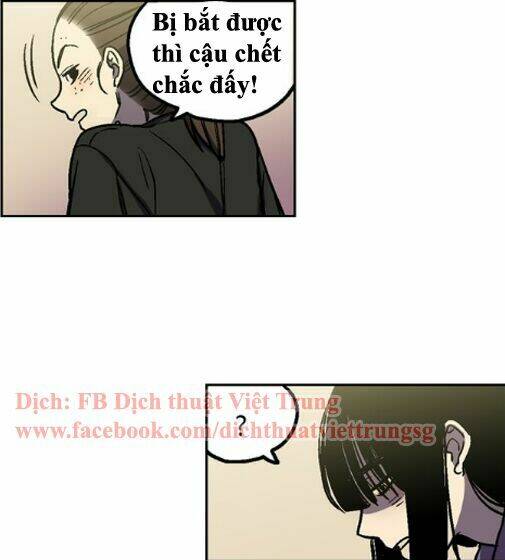 Bị bắt được
thì cậu chết
chắc đấy!
Dịch: FB Dịch thuật Việt Trung
www.facebook.com/dichthuatviettrungsg
?